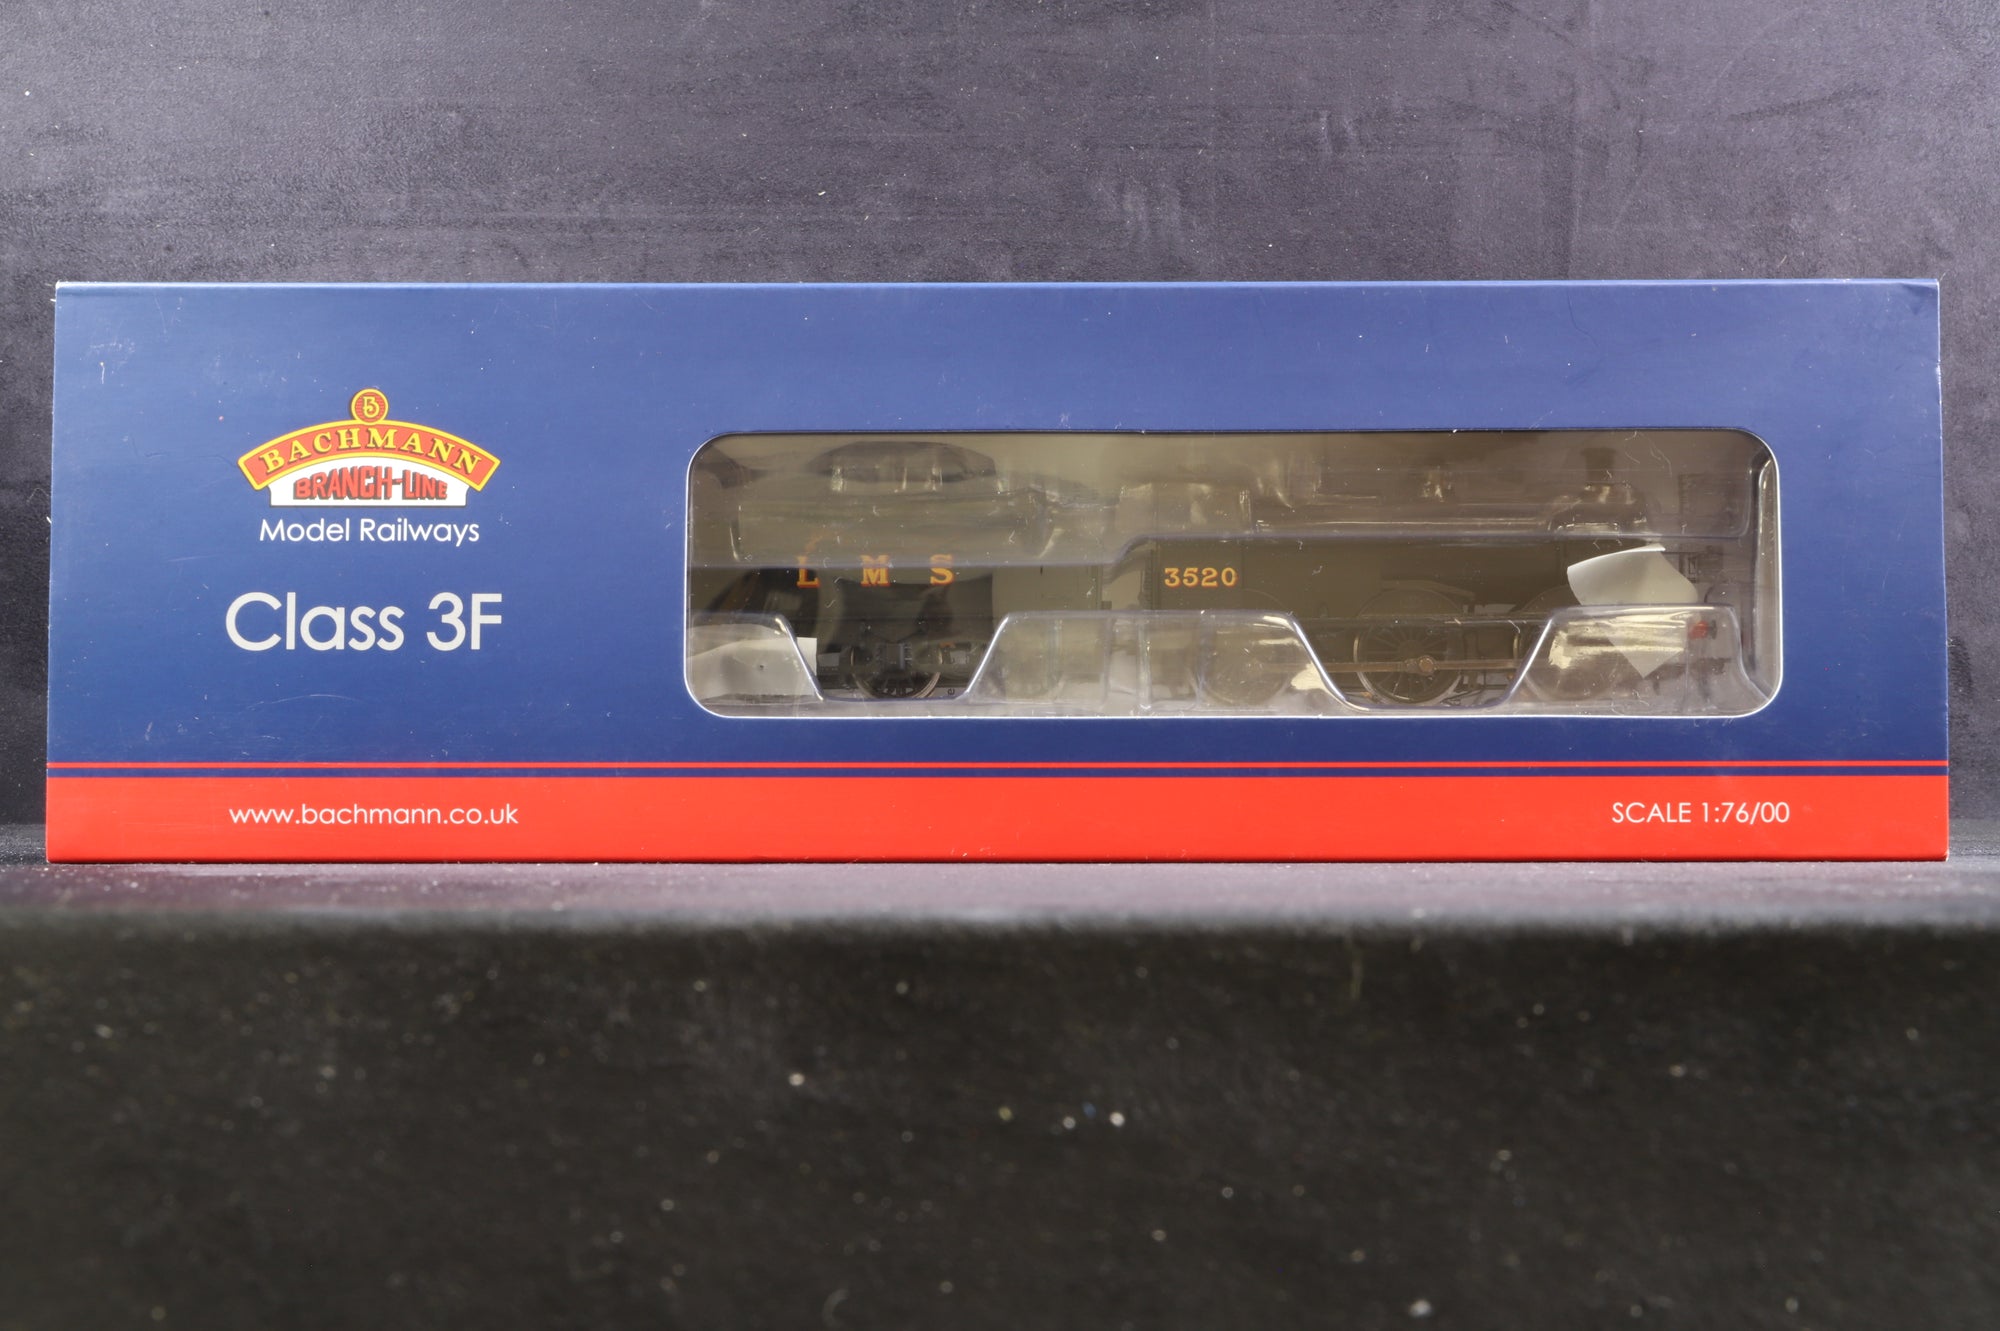 BACHMANN
BRANCH-LINE
Model Railways
Class 3F
L M S
3520
www.bachmann.co.uk
SCALE 1:76/00